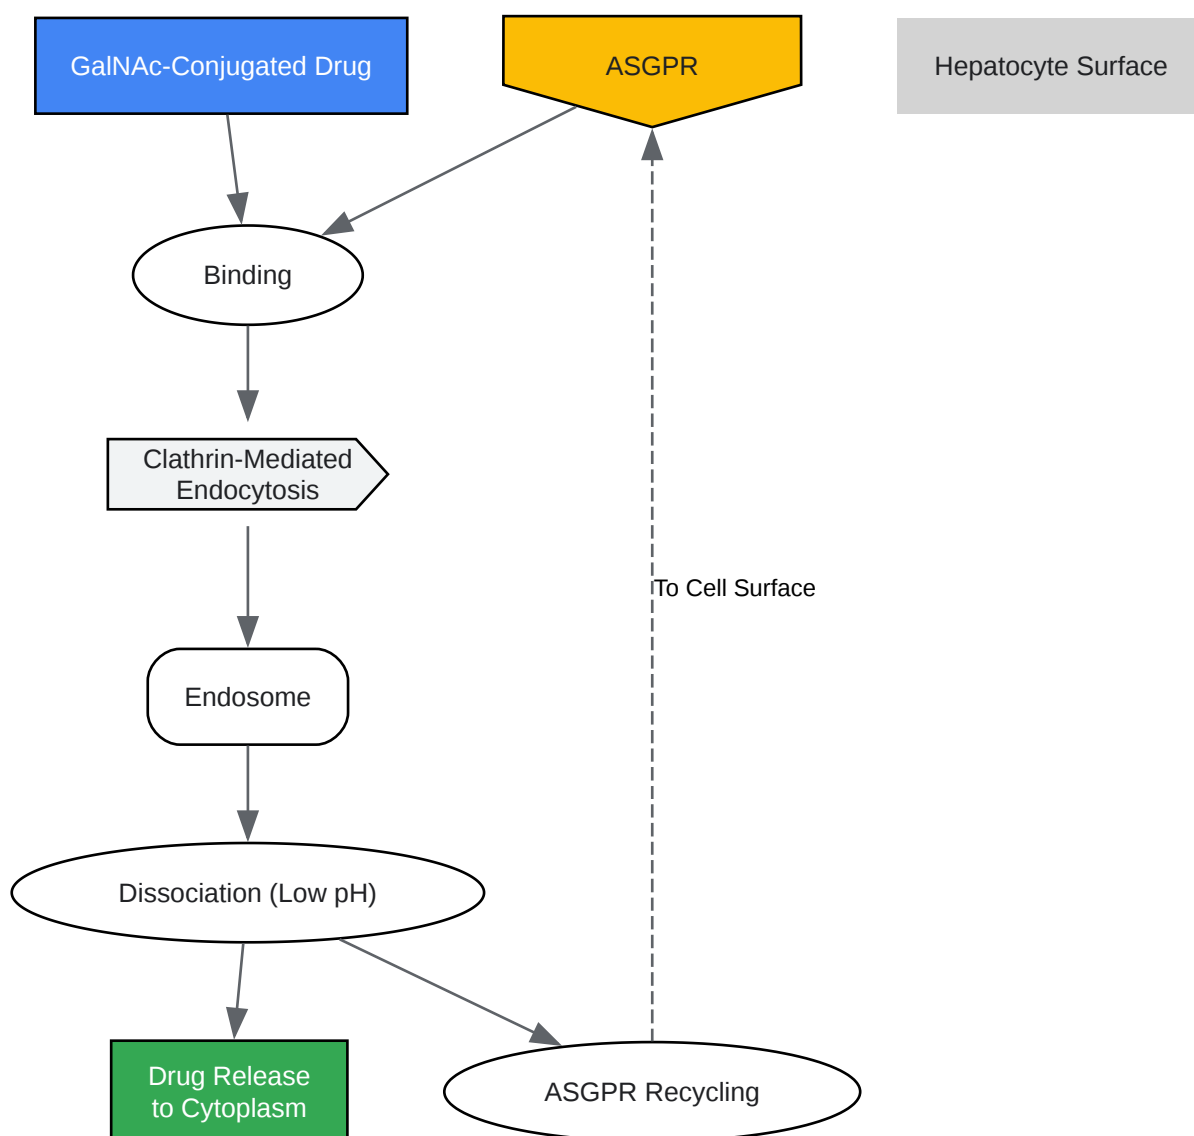 GalNAc-Conjugated Drug
ASGPR
Hepatocyte Surface
Binding
Clathrin-Mediated
Endocytosis
To Cell Surface
Endosome
Dissociation (Low pH)
Drug Release
to Cytoplasm
ASGPR Recycling